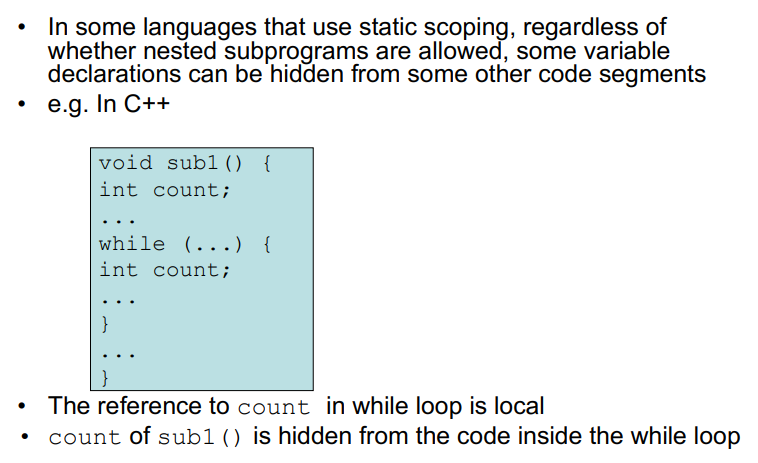 • In some languages that use static scoping, regardless of
whether nested subprograms are allowed, some variable
declarations can be hidden from some other code segments
• e.g. In C++
void sub1() {
int count;
...
while (...) {
int count;
...
}
...
}
• The reference to count in while loop is local
• count of sub1() is hidden from the code inside the while loop